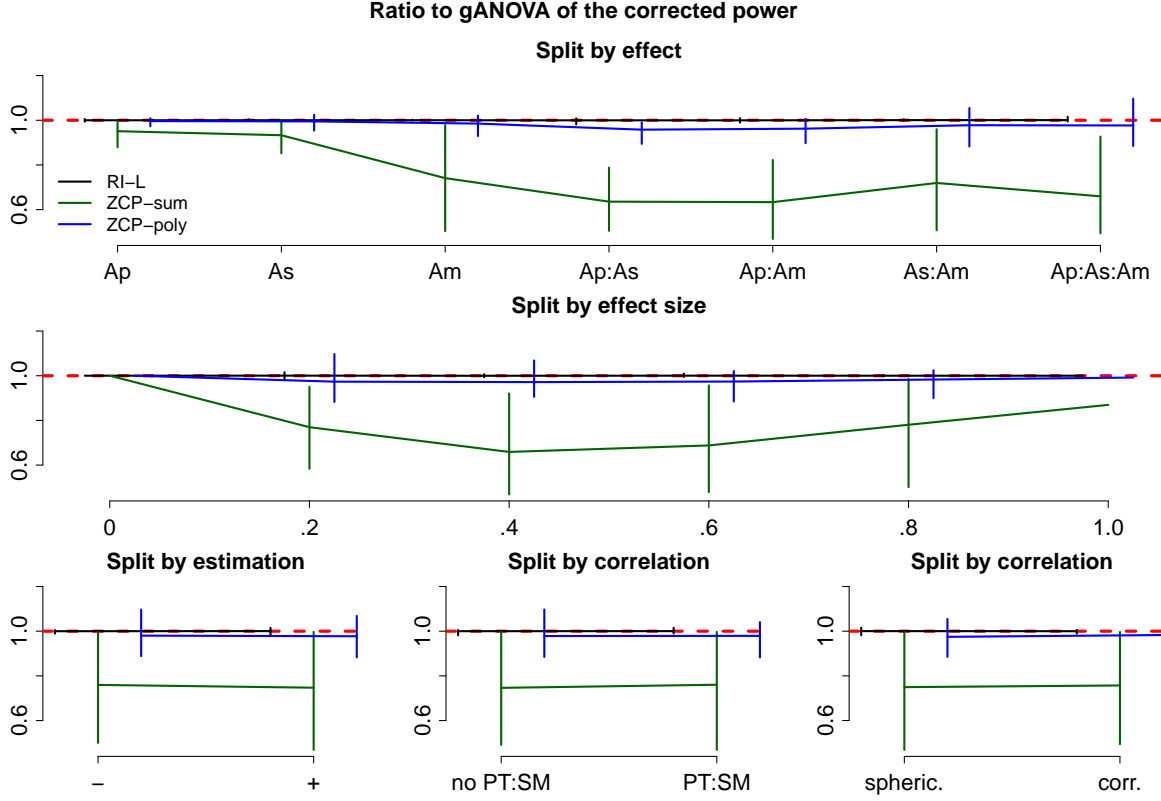 Ratio to gANOVA of the corrected power
Split by effect
1.0
0.6
RI−L
ZCP−sum
ZCP−poly
Ap As Am Ap:As Ap:Am As:Am Ap:As:Am
Split by effect size
1.0
0.6
0 .2 .4 .6 .8 1.0
Split by estimation
1.0
0.6
− +
Split by correlation
1.0
0.6
no PT:SM PT:SM
Split by correlation
1.0
0.6
spheric. corr.